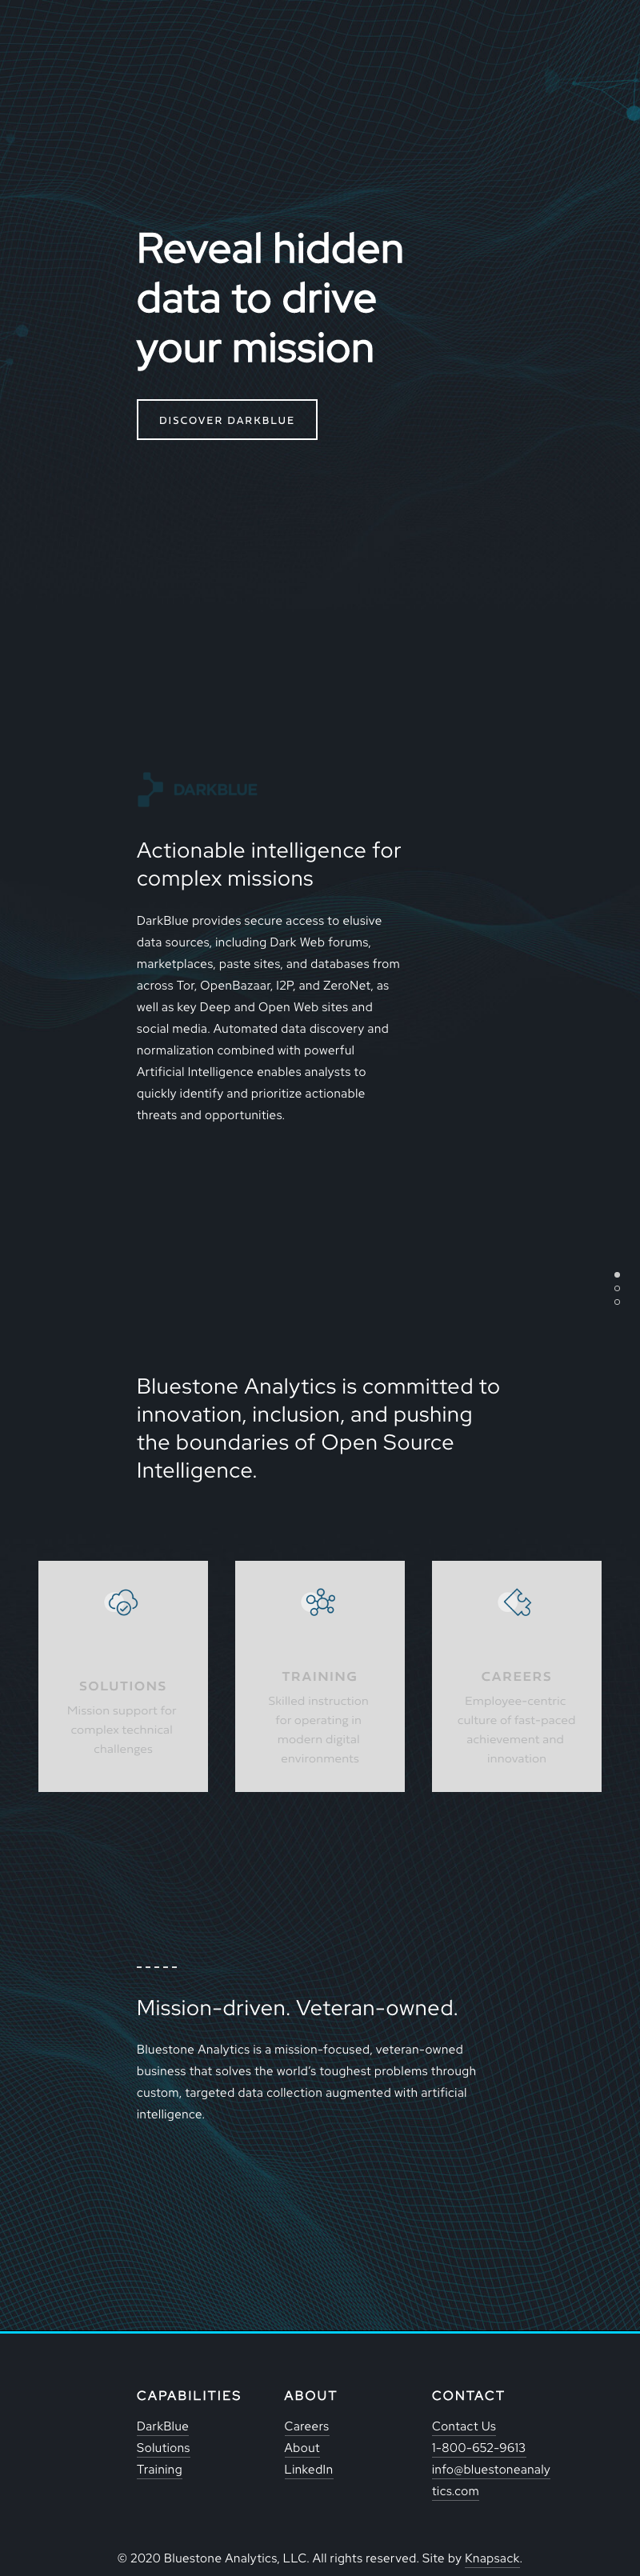 Reveal hidden
data to drive
your mission
DISCOVER DARKBLUE
DARKBLUE
Actionable intelligence for
complex missions
DarkBlue provides secure access to elusive
data sources, including Dark Web forums,
marketplaces, paste sites, and databases from
across Tor, OpenBazaar, I2P, and ZeroNet, as
well as key Deep and Open Web sites and
social media. Automated data discovery and
normalization combined with powerful
Artificial Intelligence enables analysts to
quickly identify and prioritize actionable
threats and opportunities.
Bluestone Analytics is committed to
innovation, inclusion, and pushing
the boundaries of Open Source
Intelligence.
SOLUTIONS
Mission support for
complex technical
challenges
TRAINING
Skilled instruction
for operating in
modern digital
environments
CAREERS
Employee-centric
culture of fast-paced
achievement and
innovation
Mission-driven. Veteran-owned.
Bluestone Analytics is a mission-focused, veteran-owned
business that solves the world’s toughest problems through
custom, targeted data collection augmented with artificial
intelligence.
CAPABILITIES
DarkBlue
Solutions
Training
ABOUT
Careers
About
LinkedIn
CONTACT
Contact Us
1-800-652-9613
info@bluestoneanaly
tics.com
© 2020 Bluestone Analytics, LLC. All rights reserved. Site by Knapsack.